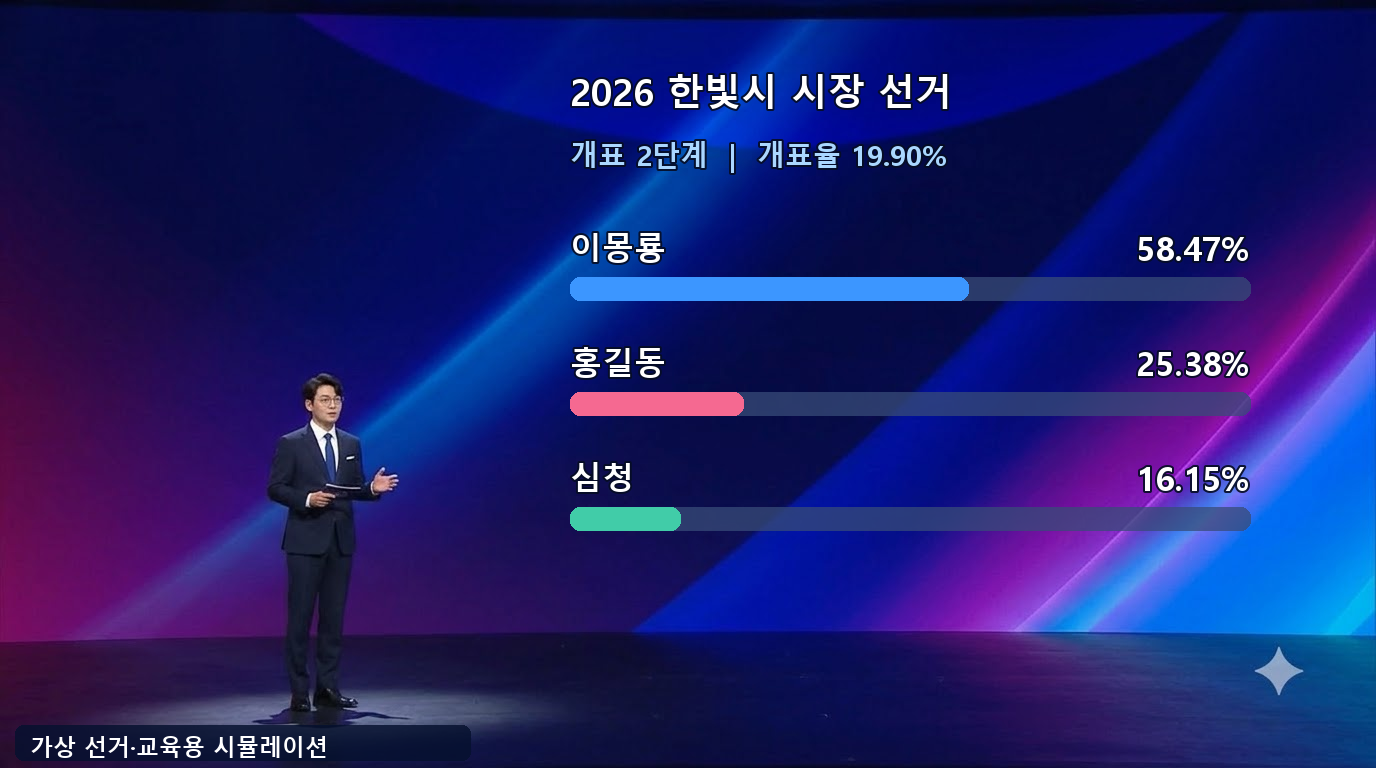 2026 한빛시 시장 선거
개표 2단계 | 개표율 19.90%
이몽룡 58.47%
홍길동 25.38%
심청 16.15%
가상 선거·교육용 시뮬레이션